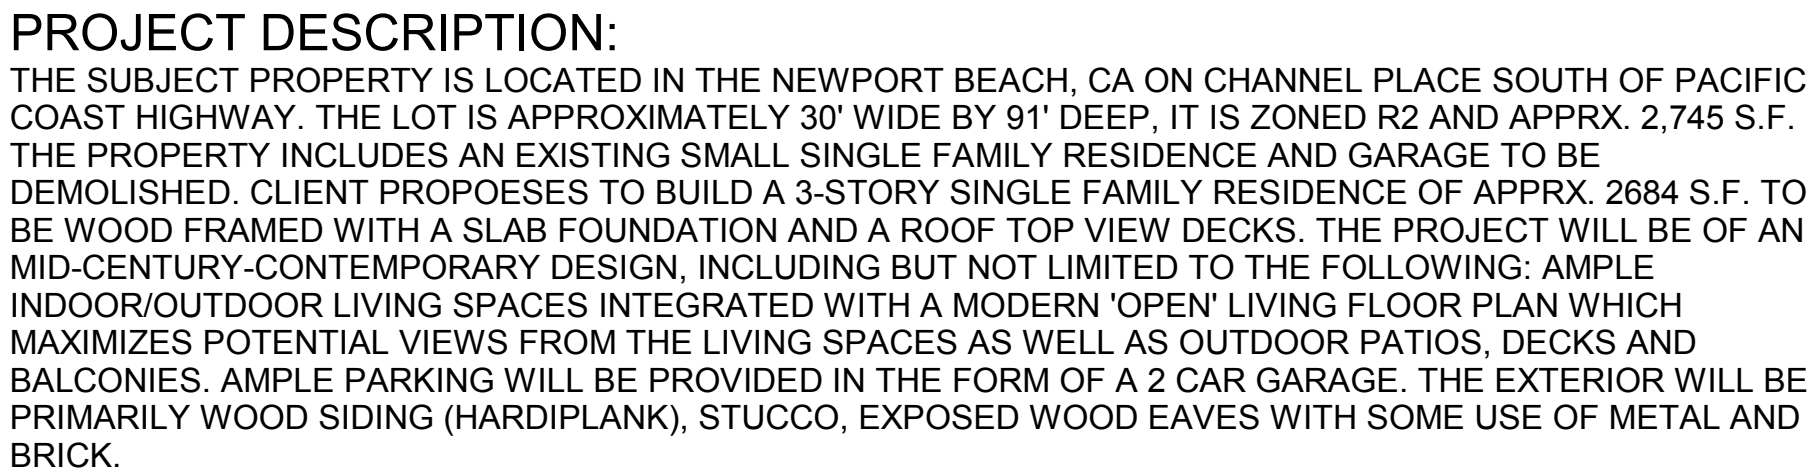 PROJECT DESCRIPTION:
THE SUBJECT PROPERTY IS LOCATED IN THE NEWPORT BEACH, CA ON CHANNEL PLACE SOUTH OF PACIFIC
COAST HIGHWAY. THE LOT IS APPROXIMATELY 30' WIDE BY 91' DEEP, IT IS ZONED R2 AND APPRX. 2,745 S.F.
THE PROPERTY INCLUDES AN EXISTING SMALL SINGLE FAMILY RESIDENCE AND GARAGE TO BE
DEMOLISHED. CLIENT PROPOESES TO BUILD A 3-STORY SINGLE FAMILY RESIDENCE OF APPRX. 2684 S.F. TO
BE WOOD FRAMED WITH A SLAB FOUNDATION AND A ROOF TOP VIEW DECKS. THE PROJECT WILL BE OF AN
MID-CENTURY-CONTEMPORARY DESIGN, INCLUDING BUT NOT LIMITED TO THE FOLLOWING: AMPLE
INDOOR/OUTDOOR LIVING SPACES INTEGRATED WITH A MODERN 'OPEN' LIVING FLOOR PLAN WHICH
MAXIMIZES POTENTIAL VIEWS FROM THE LIVING SPACES AS WELL AS OUTDOOR PATIOS, DECKS AND
BALCONIES. AMPLE PARKING WILL BE PROVIDED IN THE FORM OF A 2 CAR GARAGE. THE EXTERIOR WILL BE
PRIMARILY WOOD SIDING (HARDIPLANK), STUCCO, EXPOSED WOOD EAVES WITH SOME USE OF METAL AND
BRICK.